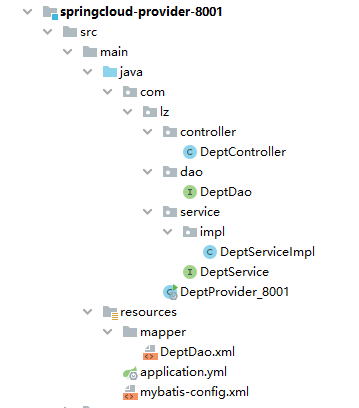 springcloud-provider-8001
src
main
java
com
lz
controller
DeptController
dao
DeptDao
service
impl
DeptServiceImpl
DeptService
DeptProvider_8001
resources
mapper
DeptDao.xml
application.yml
mybatis-config.xml